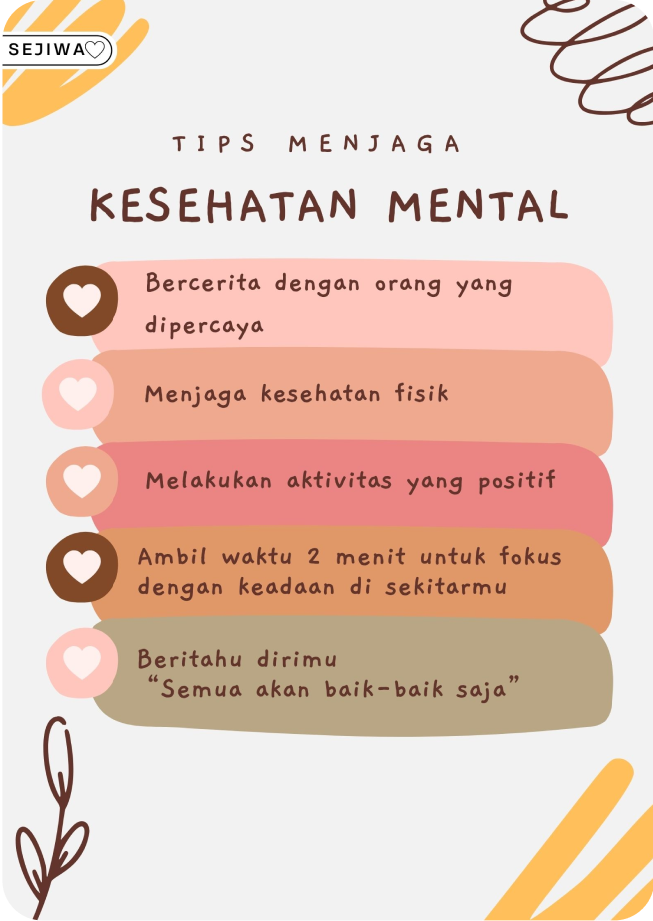 SEJIWA
TIPS MENJAGA
KESEHATAN MENTAL
Bercerita dengan orang yang
dipercaya
Menjaga kesehatan fisik
Melakukan aktivitas yang positif
Ambil waktu 2 menit untuk fokus
dengan keadaan di sekitarmu
Beritahu dirimu
“Semua akan baik-baik saja”